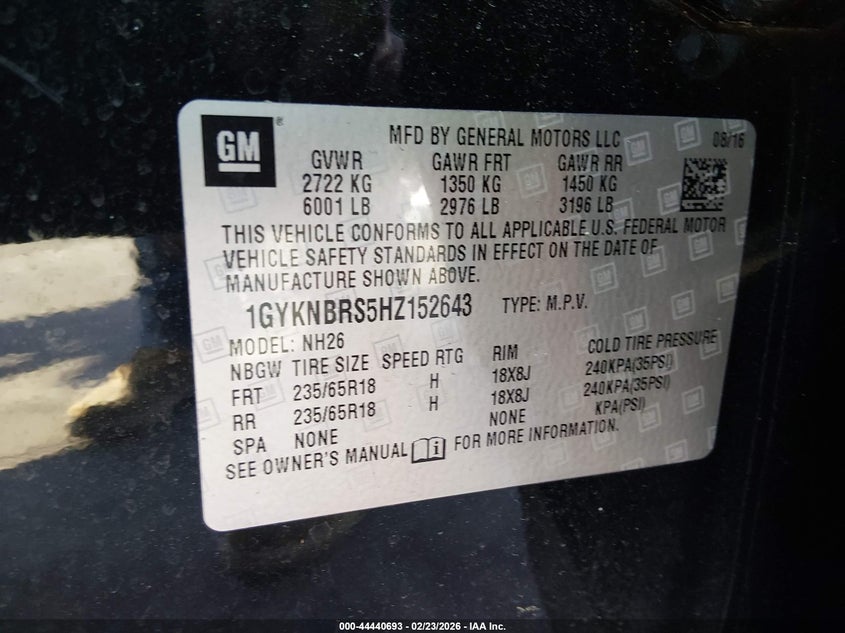 GM
®
MFD BY GENERAL MOTORS LLC 08/16
GVWR GAWR FRT GAWR RR
2722 KG 1350 KG 1450 KG
6001 LB 2976 LB 3196 LB
THIS VEHICLE CONFORMS TO ALL APPLICABLE U.S. FEDERAL MOTOR
VEHICLE SAFETY STANDARDS IN EFFECT ON THE DATE OF
MANUFACTURE SHOWN ABOVE.
1GYKNBRS5HZ152643 TYPE: M.P.V.
MODEL: NH26
NBGW TIRE SIZE SPEED RTG RIM COLD TIRE PRESSURE
FRT 235/65R18 H 18X8J 240KPA(35PSI)
RR 235/65R18 H 18X8J 240KPA(35PSI)
SPA NONE NONE KPA(PSI)
SEE OWNER'S MANUAL i FOR MORE INFORMATION.
000-44440693 - 02/23/2026 - IAA Inc.